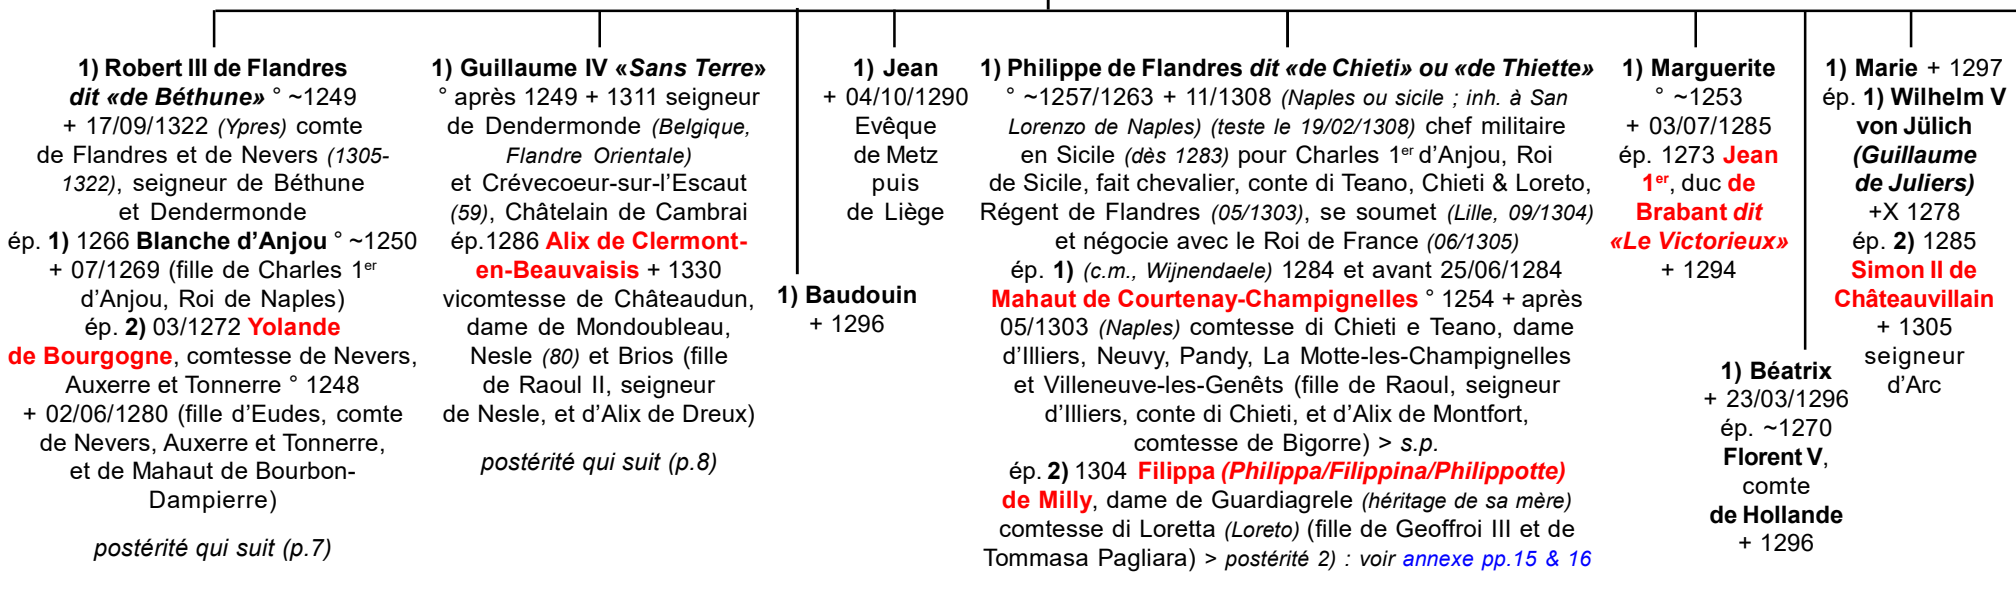 1) Robert III de Flandres
dit «de Béthune» ° ~1249
+ 17/09/1322 (Ypres) comte
de Flandres et de Nevers (1305-
1322), seigneur de Béthune
et Dendermonde
ép. 1) 1266 Blanche d’Anjou ° ~1250
+ 07/1269 (fille de Charles 1er
d’Anjou, Roi de Naples)
ép. 2) 03/1272 Yolande
de Bourgogne, comtesse de Nevers,
Auxerre et Tonnerre ° 1248
+ 02/06/1280 (fille d’Eudes, comte
de Nevers, Auxerre et Tonnerre,
et de Mahaut de Bourbon-
Dampierre)
postérité qui suit (p.7)
1) Guillaume IV «Sans Terre»
° après 1249 + 1311 seigneur
de Dendermonde (Belgique,
Flandre Orientale)
et Crévecoeur-sur-l’Escaut
(59), Châtelain de Cambrai
ép.1286 Alix de Clermont-
en-Beauvaisis + 1330
vicomtesse de Châteaudun,
dame de Mondoubleau,
Nesle (80) et Brios (fille
de Raoul II, seigneur
de Nesle, et d’Alix de Dreux)
postérité qui suit (p.8)
1) Baudouin
+ 1296
1) Jean
+ 04/10/1290
Evêque
de Metz
puis
de Liège
1) Philippe de Flandres dit «de Chieti» ou «de Thiette»
° ~1257/1263 + 11/1308 (Naples ou sicile ; inh. à San
Lorenzo de Naples) (teste le 19/02/1308) chef militaire
en Sicile (dès 1283) pour Charles 1er d’Anjou, Roi
de Sicile, fait chevalier, conte di Teano, Chieti & Loreto,
Régent de Flandres (05/1303), se soumet (Lille, 09/1304)
et négocie avec le Roi de France (06/1305)
ép. 1) (c.m., Wijnendaele) 1284 et avant 25/06/1284
Mahaut de Courtenay-Champignelles ° 1254 + après
05/1303 (Naples) comtesse di Chieti e Teano, dame
d’Illiers, Neuvy, Pandy, La Motte-les-Champignelles
et Villeneuve-les-Genêts (fille de Raoul, seigneur
d’Illiers, conte di Chieti, et d’Alix de Montfort,
comtesse de Bigorre) > s.p.
ép. 2) 1304 Filippa (Philippa/Filippina/Philippotte)
de Milly, dame de Guardiagrele (héritage de sa mère)
comtesse di Loretta (Loreto) (fille de Geoffroi III et de
Tommasa Pagliara) > postérité 2) : voir annexe pp.15 & 16
1) Marguerite
° ~1253
+ 03/07/1285
ép. 1273 Jean
1er, duc de
Brabant dit
«Le Victorieux»
+ 1294
1) Béatrix
+ 23/03/1296
ép. ~1270
Florent V,
comte
de Hollande
+ 1296
1) Marie + 1297
ép. 1) Wilhelm V
von Jülich
(Guillaume
de Juliers)
+X 1278
ép. 2) 1285
Simon II de
Châteauvillain
+ 1305
seigneur
d’Arc